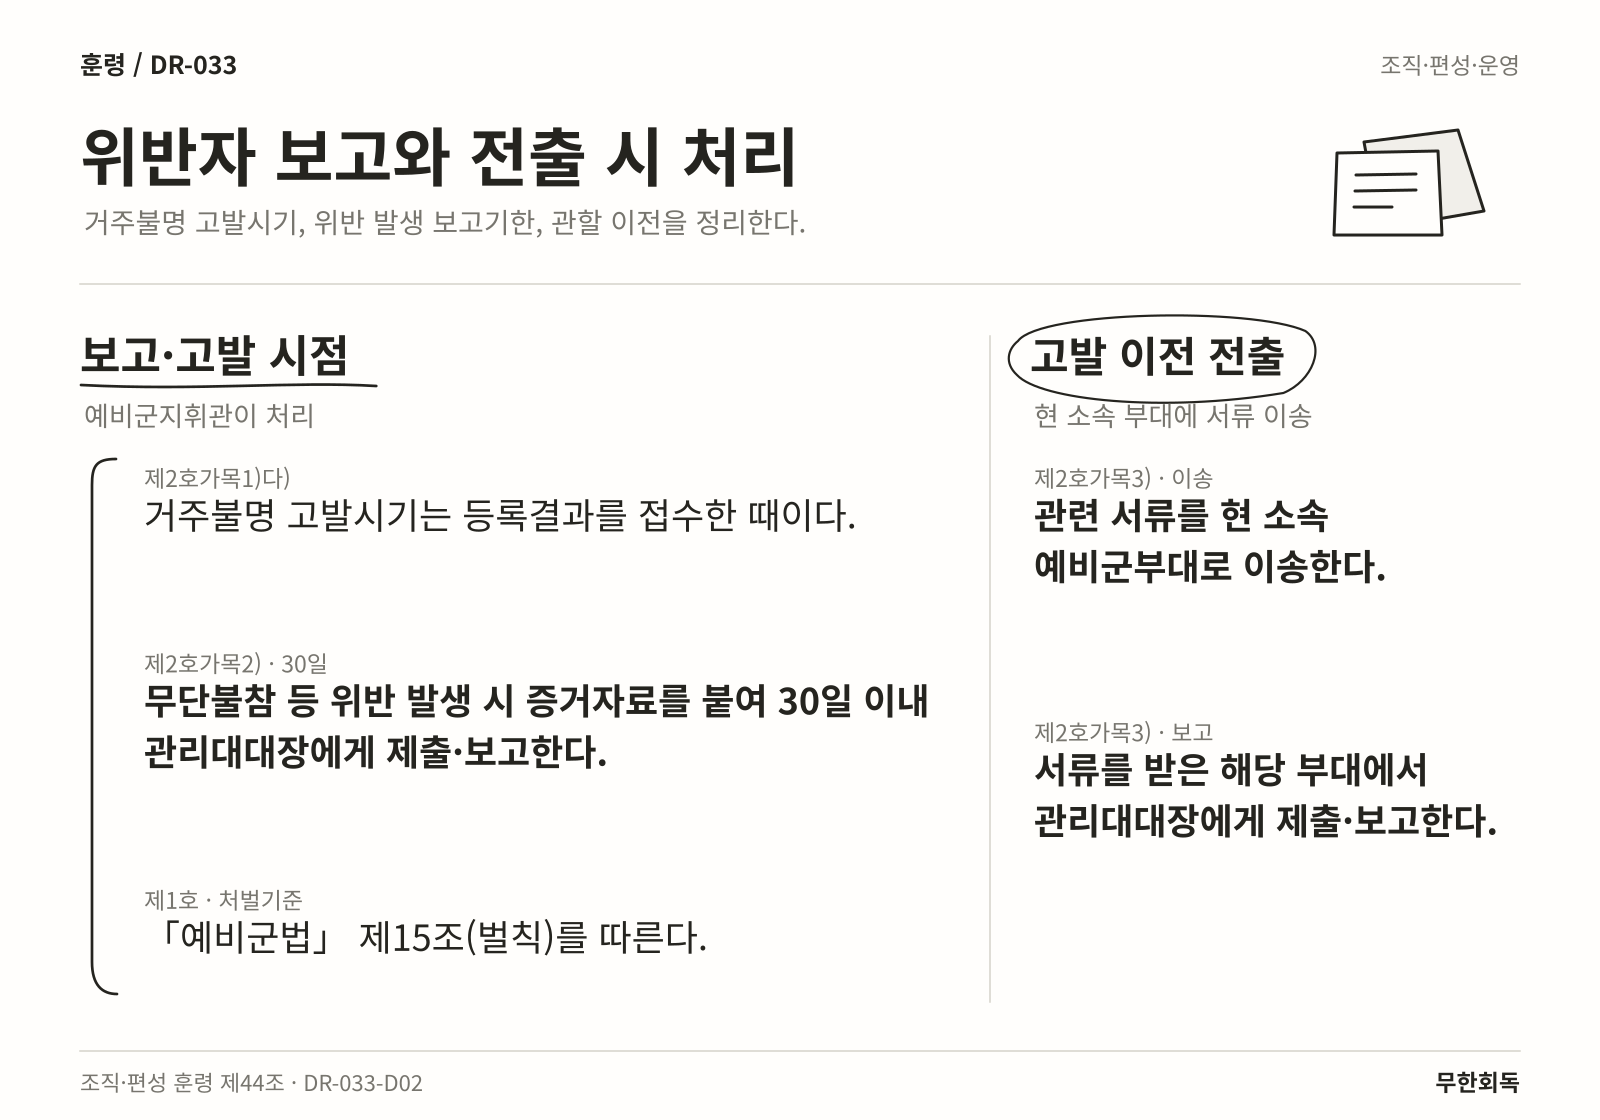 훈령 / DR-033
조직·편성·운영
위반자 보고와 전출 시 처리
거주불명 고발시기, 위반 발생 보고기한, 관할 이전을 정리한다.
보고·고발 시점
예비군지휘관이 처리
제2호가목1)다)
거주불명 고발시기는 등록결과를 접수한 때이다.
제2호가목2) · 30일
무단불참 등 위반 발생 시 증거자료를 붙여 30일 이내
관리대대장에게 제출·보고한다.
제1호 · 처벌기준
「예비군법」 제15조(벌칙)를 따른다.
고발 이전 전출
현 소속 부대에 서류 이송
제2호가목3) · 이송
관련 서류를 현 소속
예비군부대로 이송한다.
제2호가목3) · 보고
서류를 받은 해당 부대에서
관리대대장에게 제출·보고한다.
조직·편성 훈령 제44조 · DR-033-D02
무한회독